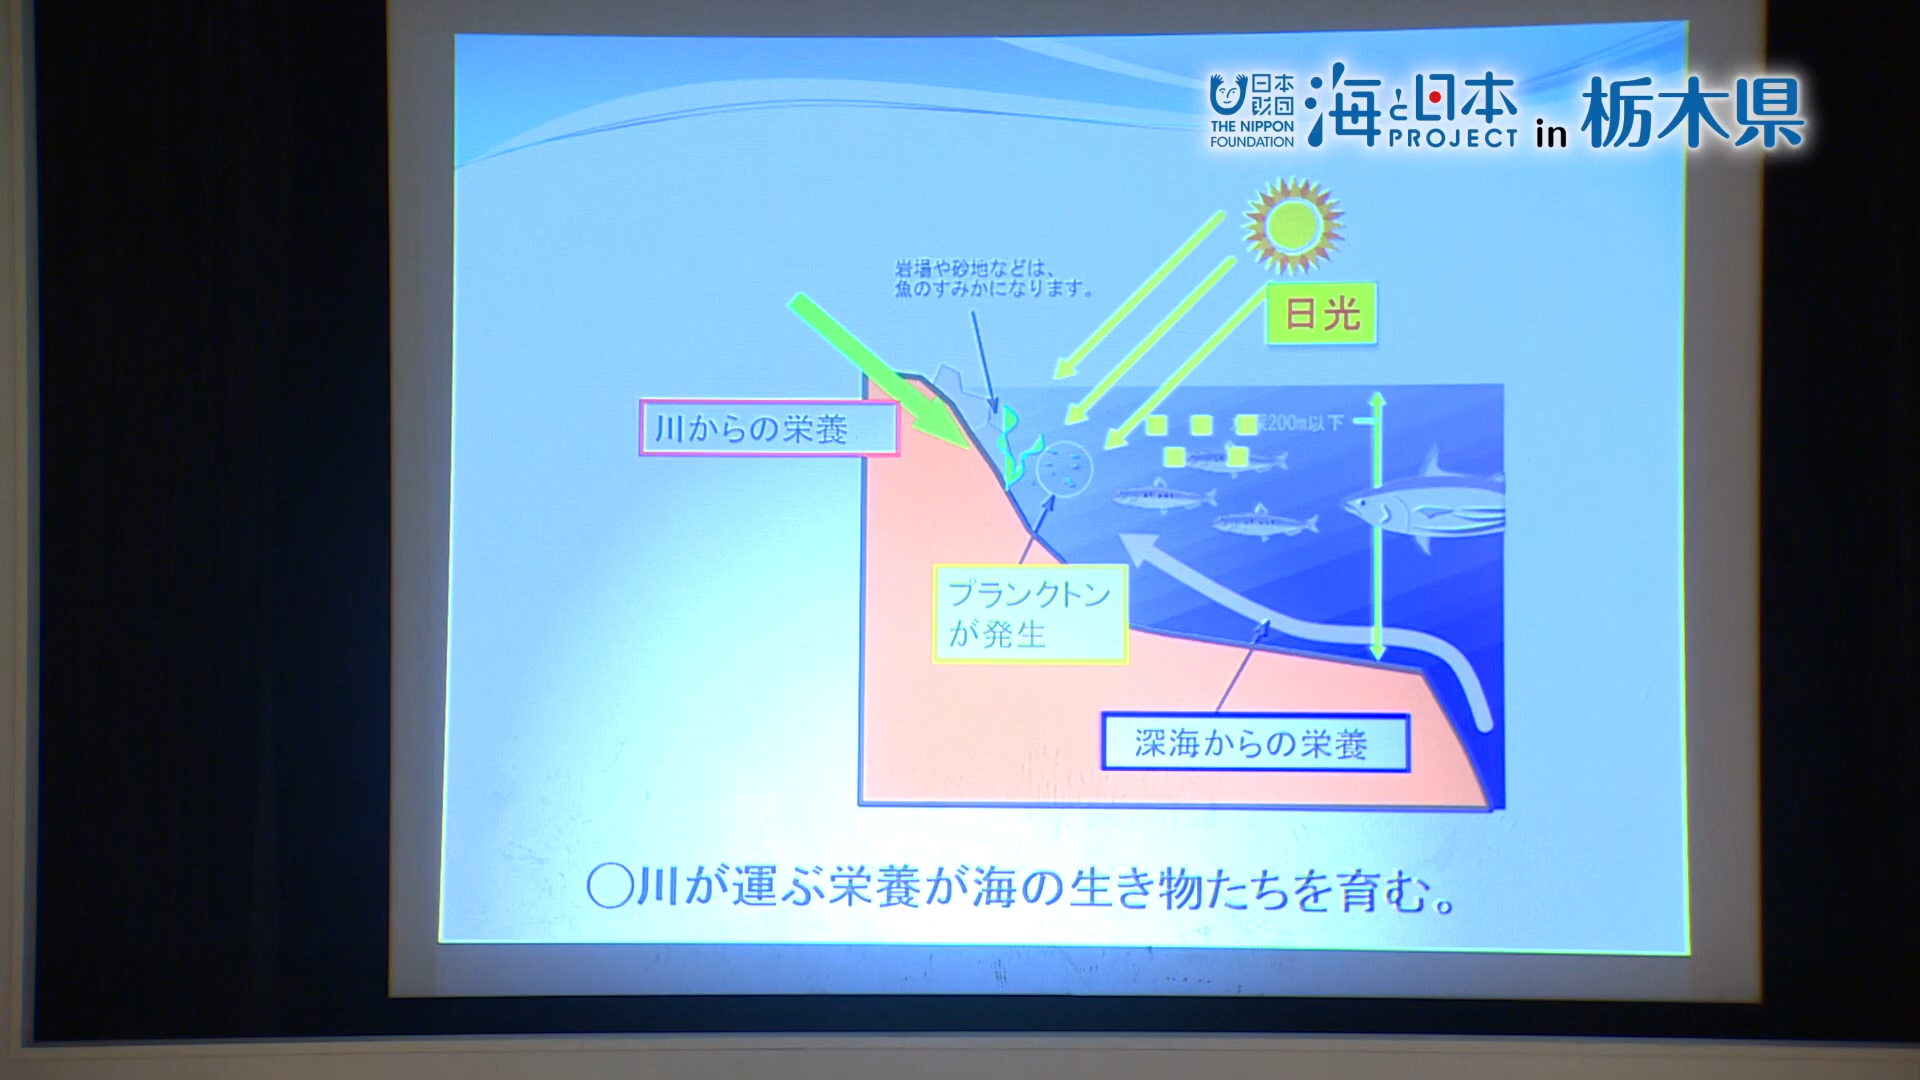 日本
財団
THE NIPPON
FOUNDATION
海と日本
PROJECT
in 栃木県
岩場や砂地などは、
魚のすみかになります。
日光
川からの栄養
200m以下
プランクトン
が発生
深海からの栄養
○川が運ぶ栄養が海の生き物たちを育む。